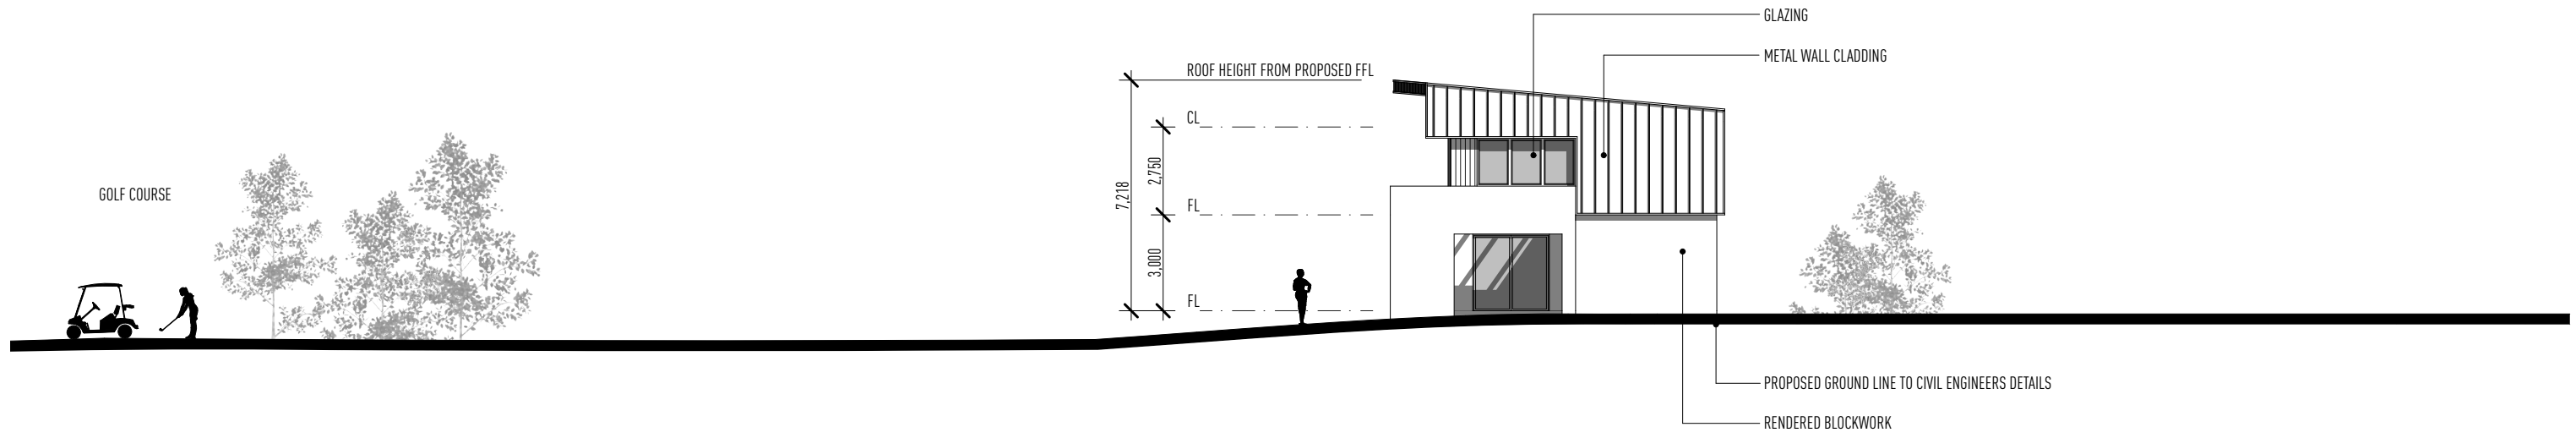 GLAZING
METAL WALL CLADDING
ROOF HEIGHT FROM PROPOSED FFL
CL
2,750
7,218
GOLF COURSE
FL
3,000
FL
PROPOSED GROUND LINE TO CIVIL ENGINEERS DETAILS
RENDERED BLOCKWORK